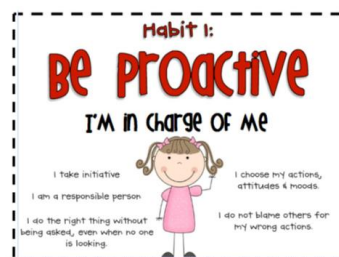 Habit 1:
Be Proactive
I'm in charge of me
I take initiative
I am a responsible person
I do the right thing without
being asked, even when no one
is looking.
I choose my actions,
attitudes & moods.
I do not blame others for
my wrong actions.